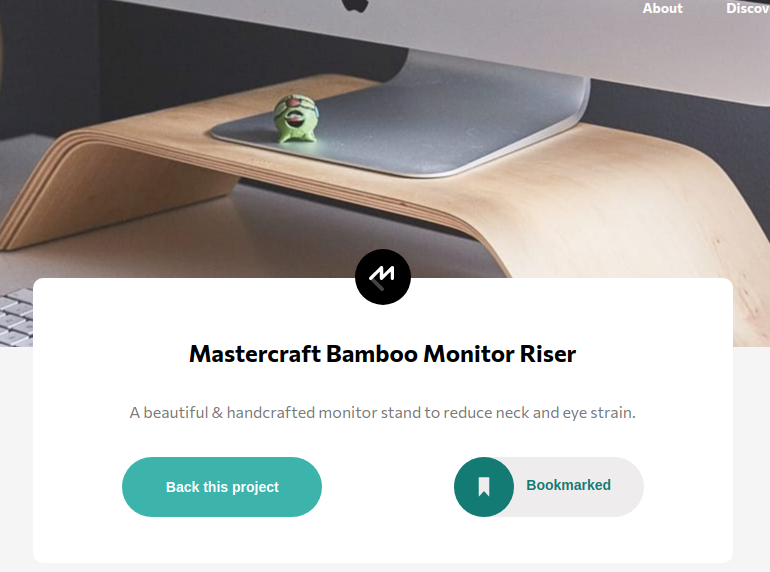 About Discov
Mastercraft Bamboo Monitor Riser
A beautiful & handcrafted monitor stand to reduce neck and eye strain.
Back this project
Bookmarked